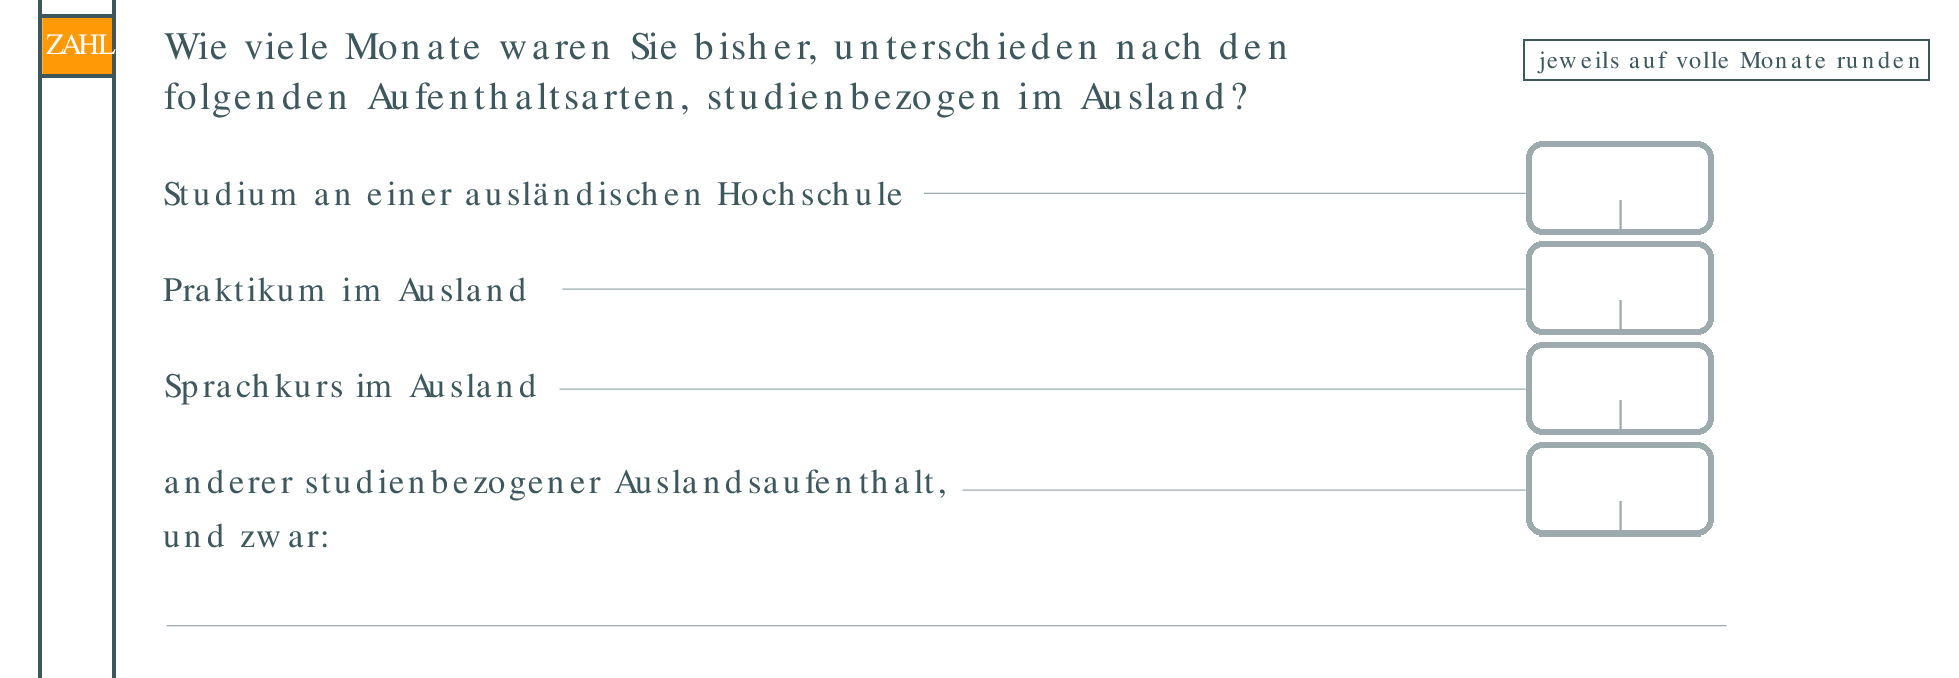 ZAHL
Wie viele Monate waren Sie bisher, unterschieden nach den
folgenden Aufenthaltsarten, studienbezogen im Ausland?
jeweils auf volle Monate runden
Studium an einer ausländischen Hochschule
Praktikum im Ausland
Sprachkurs im Ausland
anderer studienbezogener Auslandsaufenthalt,
und zwar: